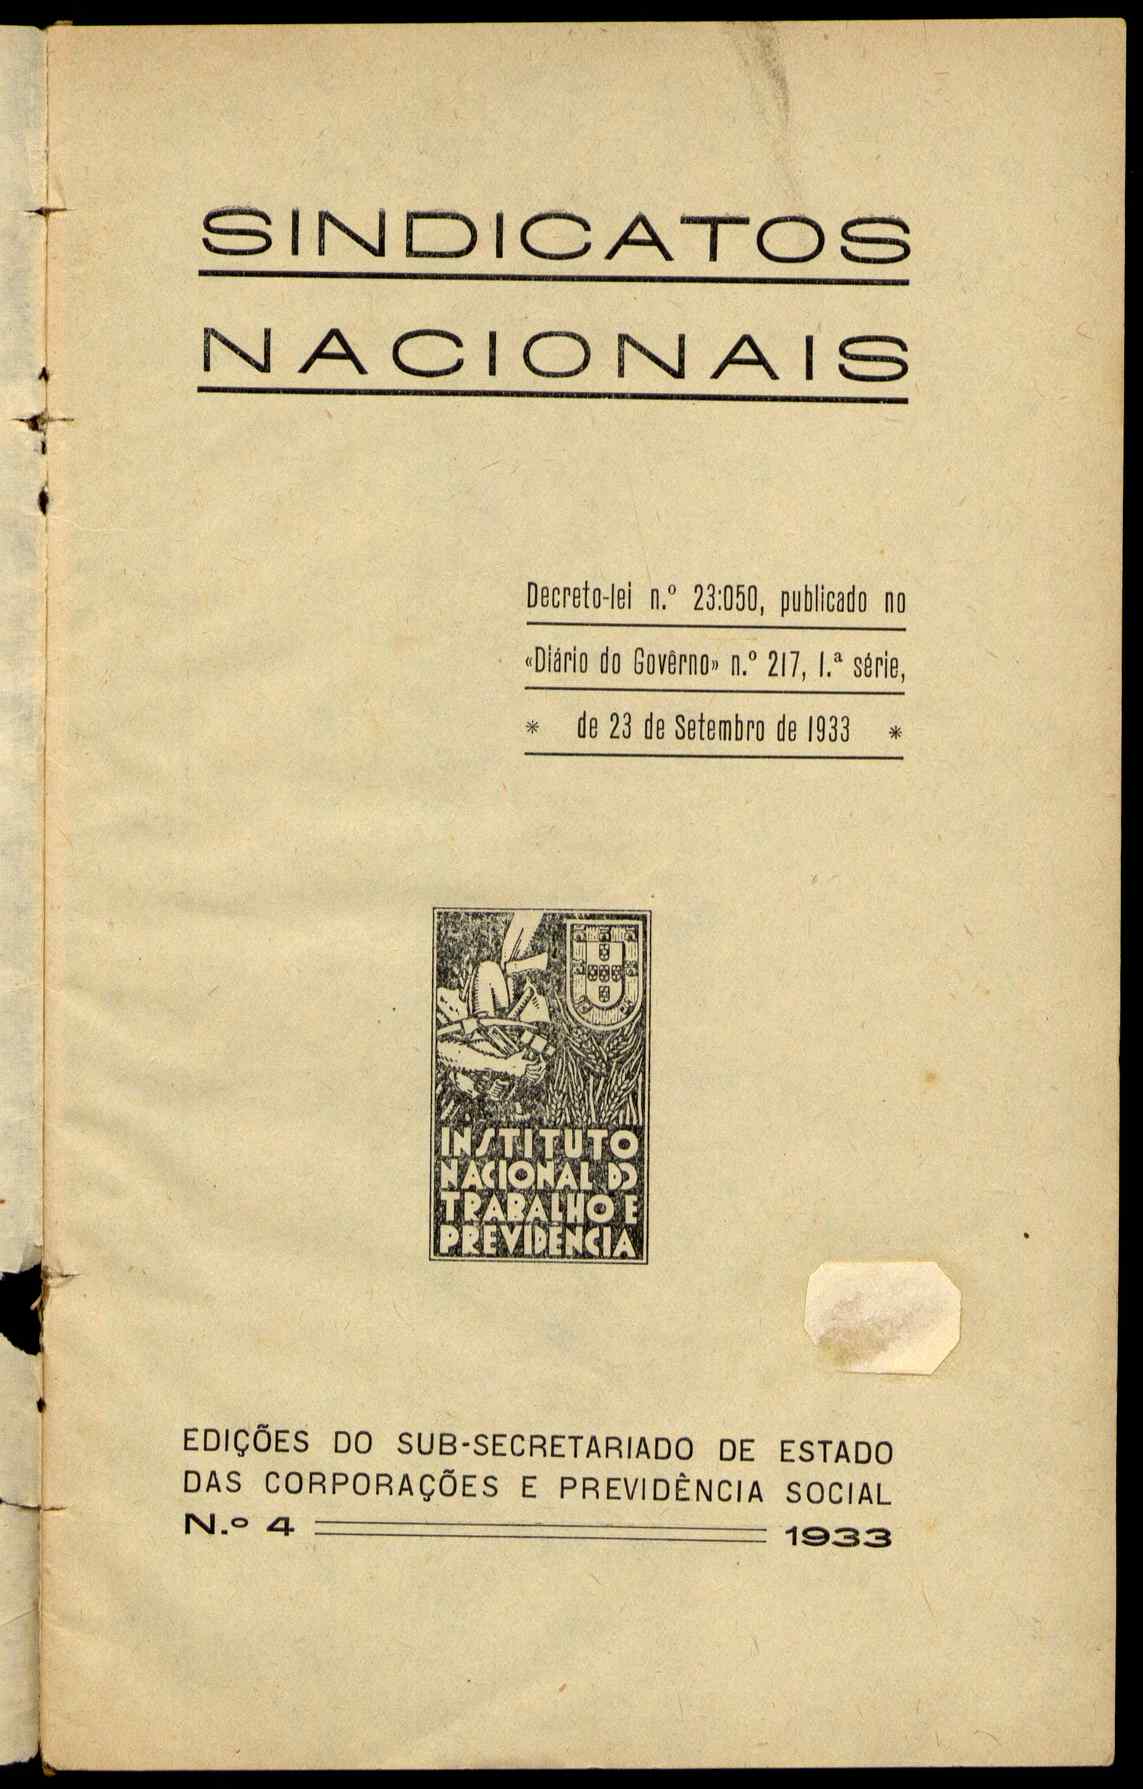 SINDICATOS
NACIONAIS
Decreto-lei n.º 23:050, publicado no
«Diário do Govêrno» n.º 217, 1.ª série,
* de 23 de Setembro de 1933 *
INSTITUTO
NACIONAL DO
TRABALHO E
PREVIDÊNCIA
EDIÇÕES DO SUB-SECRETARIADO DE ESTADO
DAS CORPORAÇÕES E PREVIDÊNCIA SOCIAL
N.º 4 1933